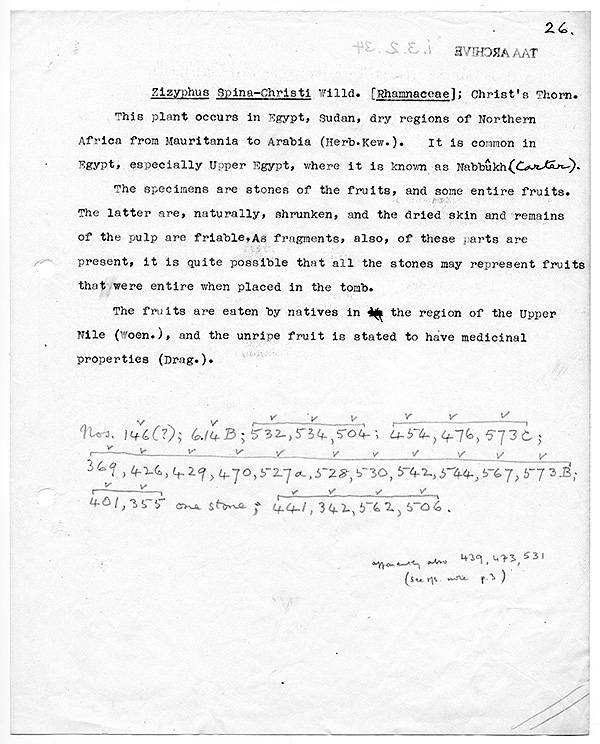 26.
TAA ARCHIVE i.3.2.34
Zizyphus Spina-Christi Willd. [Rhamnaceae]; Christ's Thorn.
This plant occurs in Egypt, Sudan, dry regions of Northern
Africa from Mauritania to Arabia (Herb.Kew.). It is common in
Egypt, especially Upper Egypt, where it is known as Nabbûkh (Carter).
The specimens are stones of the fruits, and some entire fruits.
The latter are, naturally, shrunken, and the dried skin and remains
of the pulp are friable. As fragments, also, of these parts are
present, it is quite possible that all the stones may represent fruits
that were entire when placed in the tomb.
The fruits are eaten by natives in the region of the Upper
Nile (Woen.), and the unripe fruit is stated to have medicinal
properties (Drag.).
Nos. 146(?); 614B; 532, 534, 504; 454, 476, 573C;
369, 426, 429, 470, 527a, 528, 530, 542, 544, 567, 573B;
401, 355 one stone; 441, 342, 562, 506.
apparently also 439, 473, 531
(see ms. note p.3)